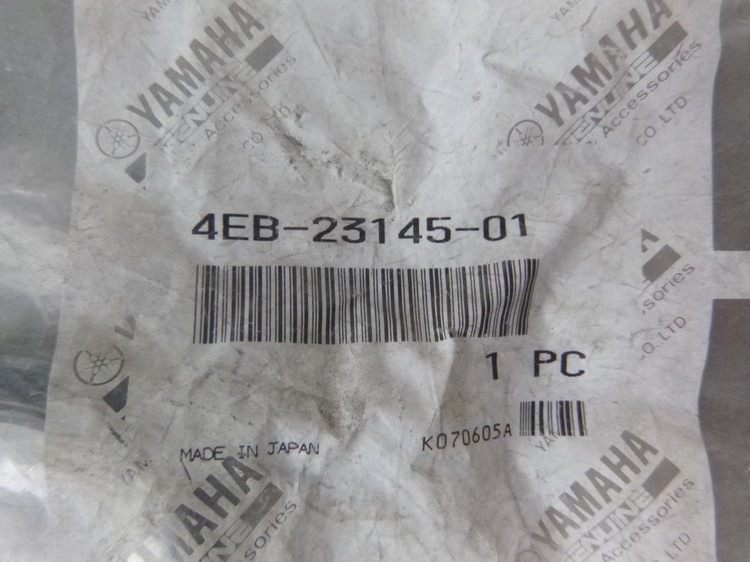 YAMAHA
GENUINE
Accessories
CO.,LTD.
YAMAHA
GENUINE
Accessories
CO.,LTD.
4EB-23145-01
Accessories
CO.,LTD.
1 PC
K070605A
MADE IN JAPAN
YAMAHA
Accessories
YAMAHA
GENUINE
Accessories